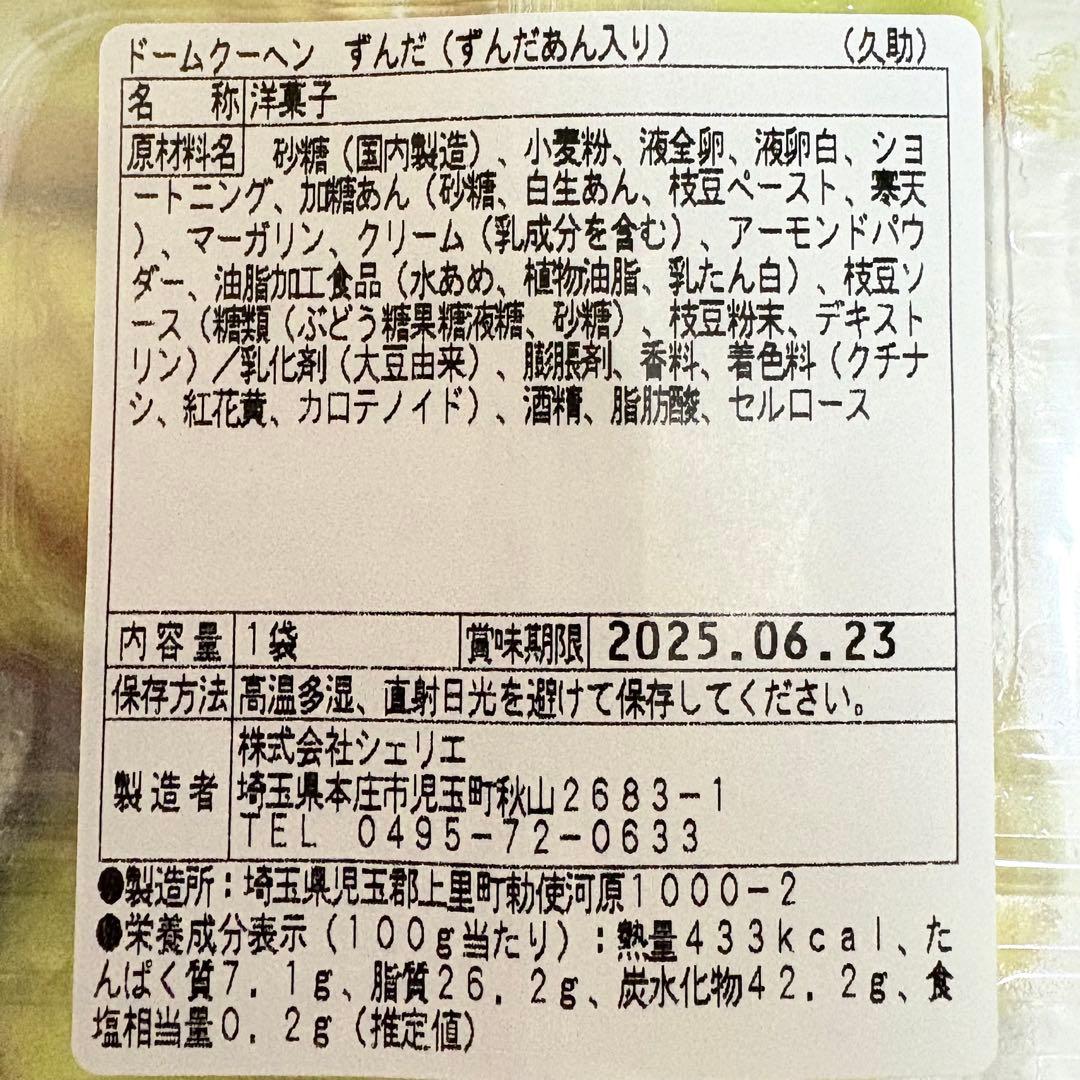 ドームクーヘン　ずんだ（ずんだあん入り）　（久助）
名　称 洋菓子
原材料名　砂糖（国内製造）、小麦粉、液全卵、液卵白、ショ
ートニング、加糖あん（砂糖、白生あん、枝豆ペースト、寒天
）、マーガリン、クリーム（乳成分を含む）、アーモンドパウ
ダー、油脂加工食品（水あめ、植物油脂、乳たん白）、枝豆ソ
ース（糖類（ぶどう糖果糖液糖、砂糖）、枝豆粉末、デキスト
リン）／乳化剤（大豆由来）、膨脹剤、香料、着色料（クチナ
シ、紅花黄、カロテノイド）、酒精、脂肪酸、セルロース
内容量 １袋 賞味期限 2025.06.23
保存方法 高温多湿、直射日光を避けて保存してください。
製造者 株式会社シェリエ
埼玉県本庄市児玉町秋山２６８３－１
ＴＥＬ　０４９５－７２－０６３３
●製造所：埼玉県児玉郡上里町勅使河原１０００－２
●栄養成分表示（１００ｇ当たり）：熱量４３３ｋｃａｌ、た
んぱく質７．１ｇ、脂質２６．２ｇ、炭水化物４２．２ｇ、食
塩相当量０．２ｇ（推定値）